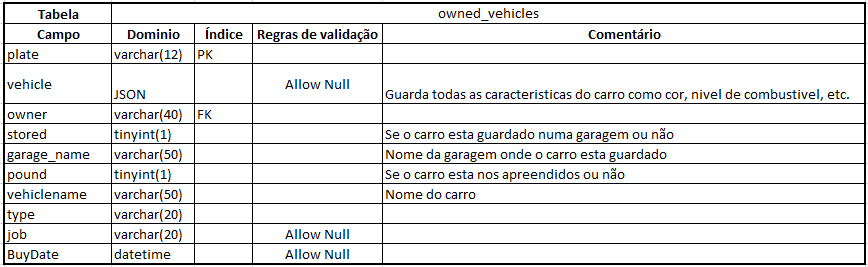 Tabela owned_vehicles
Campo Dominio Índice Regras de validação Comentário
plate varchar(12) PK
vehicle JSON Allow Null Guarda todas as caracteristicas do carro como cor, nivel de combustivel, etc.
owner varchar(40) FK
stored tinyint(1) Se o carro esta guardado numa garagem ou não
garage_name varchar(50) Nome da garagem onde o carro esta guardado
pound tinyint(1) Se o carro esta nos apreendidos ou não
vehiclename varchar(50) Nome do carro
type varchar(20)
job varchar(20) Allow Null
BuyDate datetime Allow Null